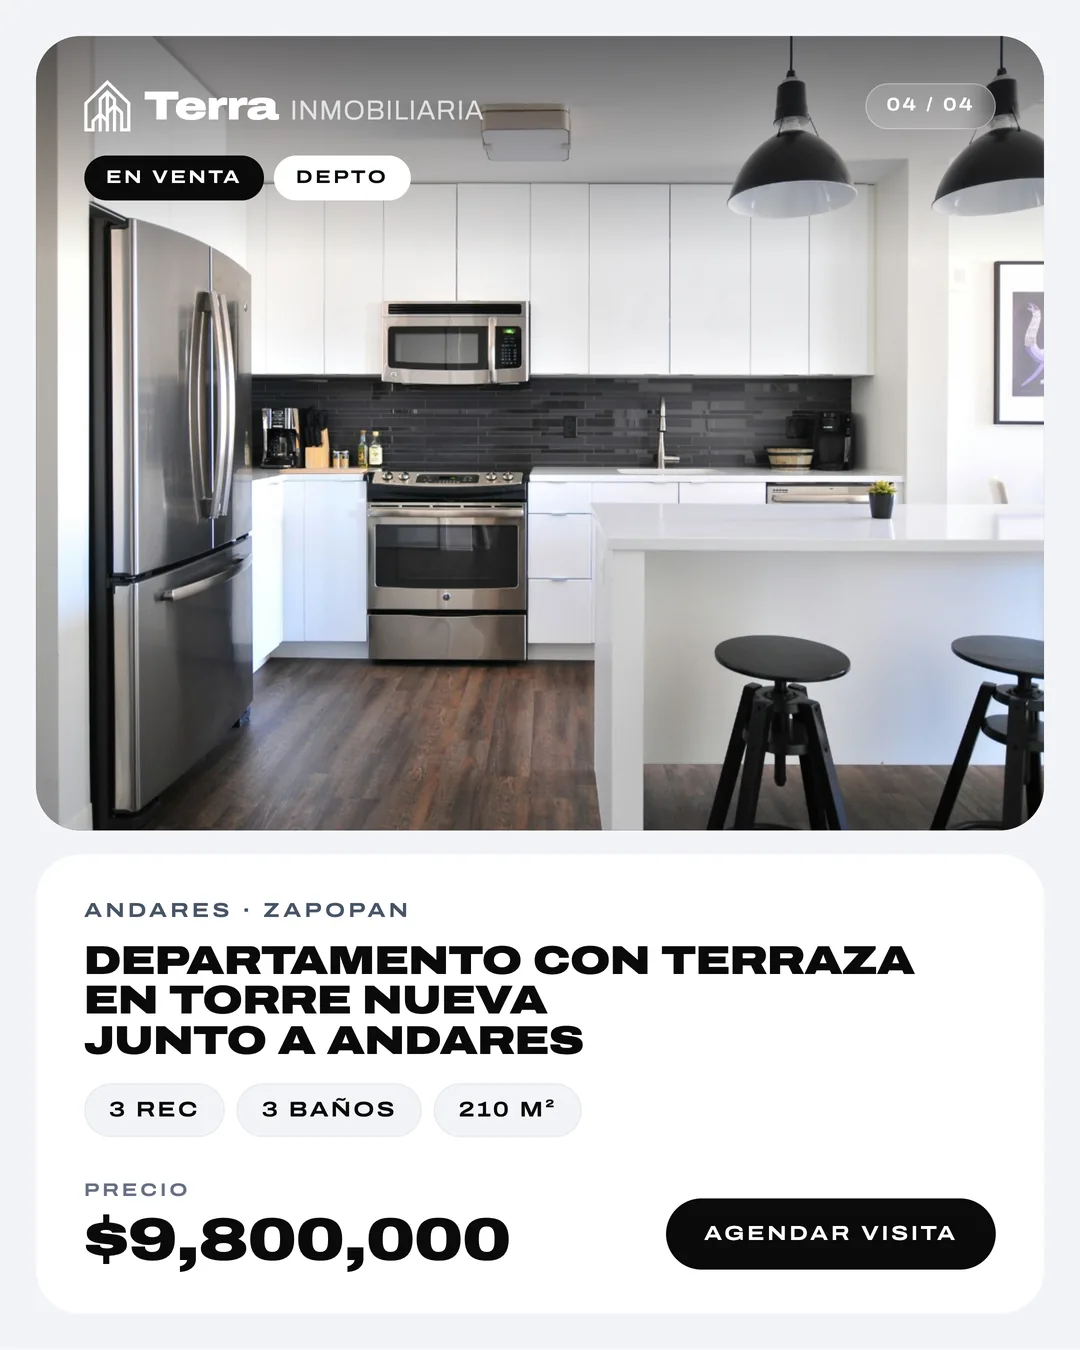 Terra INMOBILIARIA
04 / 04
EN VENTA
DEPTO
ANDARES · ZAPOPAN
DEPARTAMENTO CON TERRAZA
EN TORRE NUEVA
JUNTO A ANDARES
3 REC
3 BAÑOS
210 M²
PRECIO
$9,800,000
AGENDAR VISITA